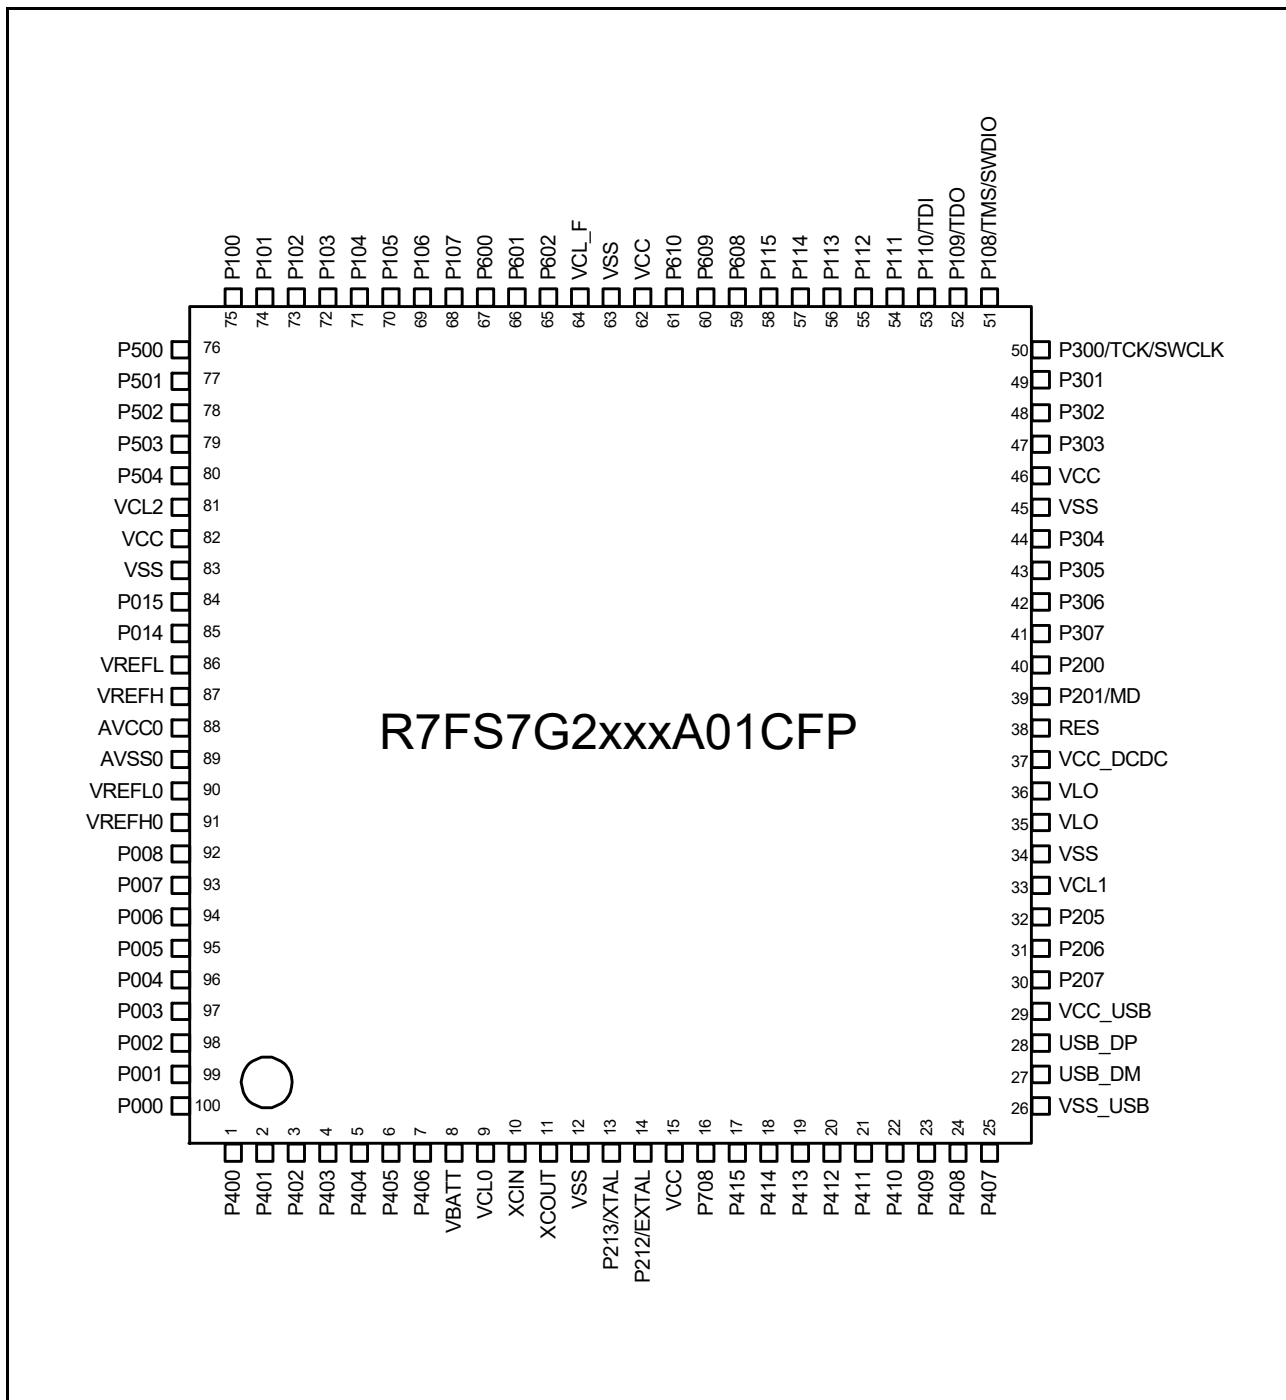 P100
P101
P102
P103
P104
P105
P106
P107
P600
P601
P602
VCL_F
VSS
VCC
P610
P609
P608
P115
P114
P113
P112
P111
P110/TDI
P109/TDO
P108/TMS/SWDIO
75
74
73
72
71
70
69
68
67
66
65
64
63
62
61
60
59
58
57
56
55
54
53
52
51
P500 76
P501 77
P502 78
P503 79
P504 80
VCL2 81
VCC 82
VSS 83
P015 84
P014 85
VREFL 86
VREFH 87
AVCC0 88
AVSS0 89
VREFL0 90
VREFH0 91
P008 92
P007 93
P006 94
P005 95
P004 96
P003 97
P002 98
P001 99
P000 100
R7FS7G2xxxA01CFP
50 P300/TCK/SWCLK
49 P301
48 P302
47 P303
46 VCC
45 VSS
44 P304
43 P305
42 P306
41 P307
40 P200
39 P201/MD
38 RES
37 VCC_DCDC
36 VLO
35 VLO
34 VSS
33 VCL1
32 P205
31 P206
30 P207
29 VCC_USB
28 USB_DP
27 USB_DM
26 VSS_USB
1
2
3
4
5
6
7
8
9
10
11
12
13
14
15
16
17
18
19
20
21
22
23
24
25
P400
P401
P402
P403
P404
P405
P406
VBATT
VCL0
XCIN
XCOUT
VSS
P213/XTAL
P212/EXTAL
VCC
P708
P415
P414
P413
P412
P411
P410
P409
P408
P407